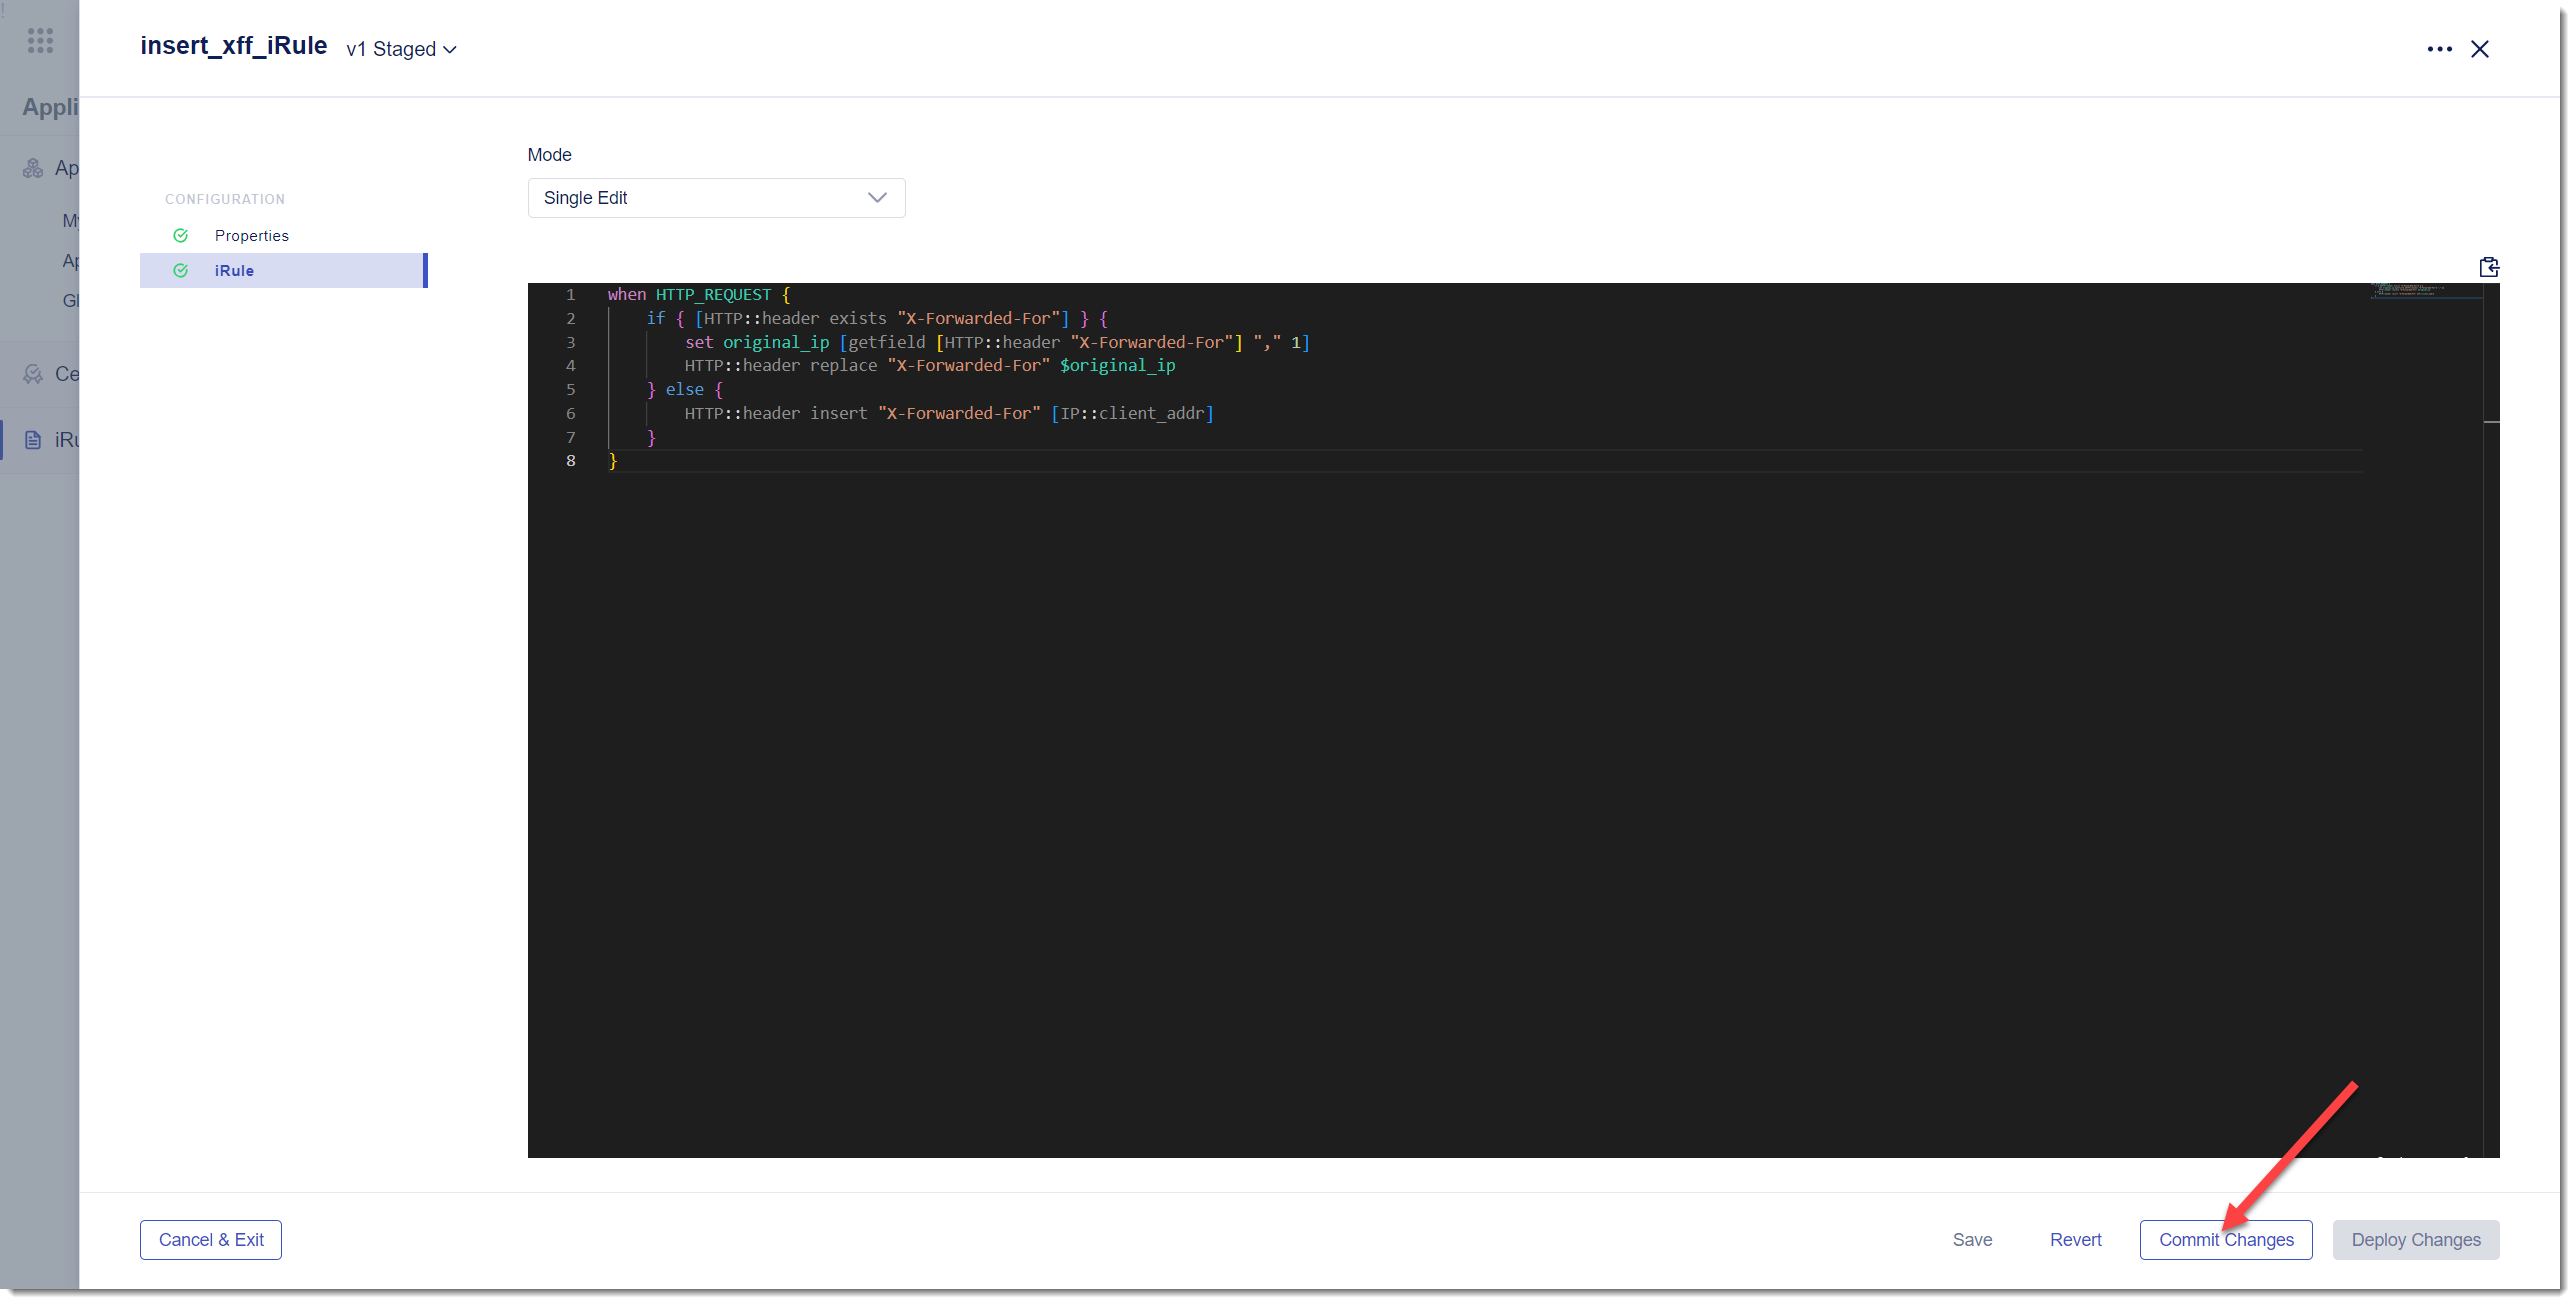 insert_xff_iRule v1 Staged
Appli
Ap
My
Ap
Gl
Ce
iRu
CONFIGURATION
Properties
iRule
Mode
Single Edit
1 when HTTP_REQUEST {
2 if { [HTTP::header exists "X-Forwarded-For"] } {
3 set original_ip [getfield [HTTP::header "X-Forwarded-For"] "," 1]
4 HTTP::header replace "X-Forwarded-For" $original_ip
5 } else {
6 HTTP::header insert "X-Forwarded-For" [IP::client_addr]
7 }
8 }
Cancel & Exit
Save
Revert
Commit Changes
Deploy Changes